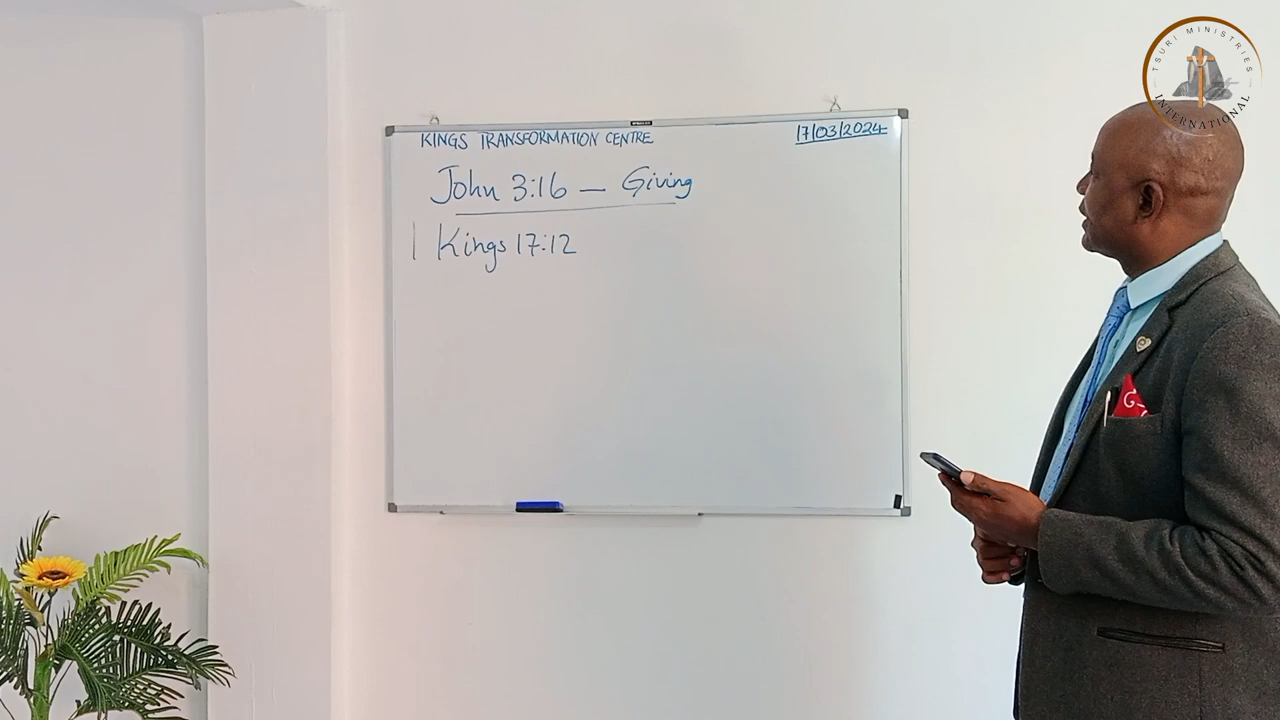 KINGS TRANSFORMATION CENTRE
17/03/2024
John 3:16 — Giving
1 Kings 17:12
TSURI MINISTRIES
INTERNATIONAL